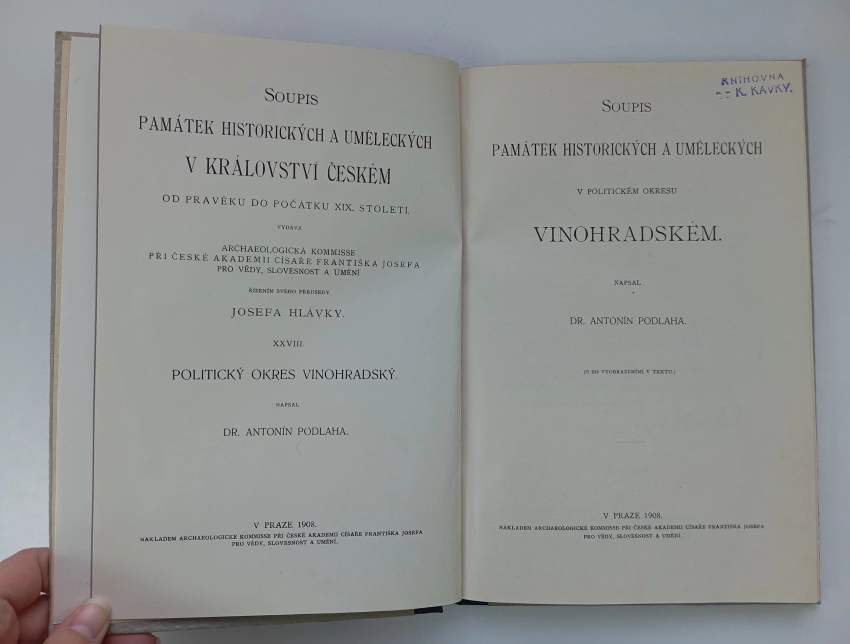 Soupis
PAMÁTEK HISTORICKÝCH A UMĚLECKÝCH
V KRÁLOVSTVÍ ČESKÉM
OD PRAVĚKU DO POČÁTKU XIX. STOLETÍ.
VYDÁVÁ
ARCHAEOLOGICKÁ KOMMISSE
PŘI ČESKÉ AKADEMII CÍSAŘE FRANTIŠKA JOSEFA
PRO VĚDY, SLOVESNOST A UMĚNÍ
ŘÍZENÍM SVÉHO PŘEDSEDY
JOSEFA HLÁVKY.
XXVIII.
POLITICKÝ OKRES VINOHRADSKÝ.
NAPSAL
DR. ANTONÍN PODLAHA.
V PRAZE 1908.
NÁKLADEM ARCHAEOLOGICKÉ KOMMISSE PŘI ČESKÉ AKADEMII CÍSAŘE FRANTIŠKA JOSEFA
PRO VĚDY, SLOVESNOST A UMĚNÍ.
KNIHOVNA
K. KAVKY.
Soupis
PAMÁTEK HISTORICKÝCH A UMĚLECKÝCH
V POLITICKÉM OKRESU
VINOHRADSKÉM.
NAPSAL
DR. ANTONÍN PODLAHA.
VYOBRAZENÍMI V TEXTU.)
V PRAZE 1908.
NÁKLADEM ARCHAEOLOGICKÉ KOMMISSE PŘI ČESKÉ AKADEMII CÍSAŘE FRANTIŠKA JOSEFA
PRO VĚDY, SLOVESNOST A UMĚNÍ.